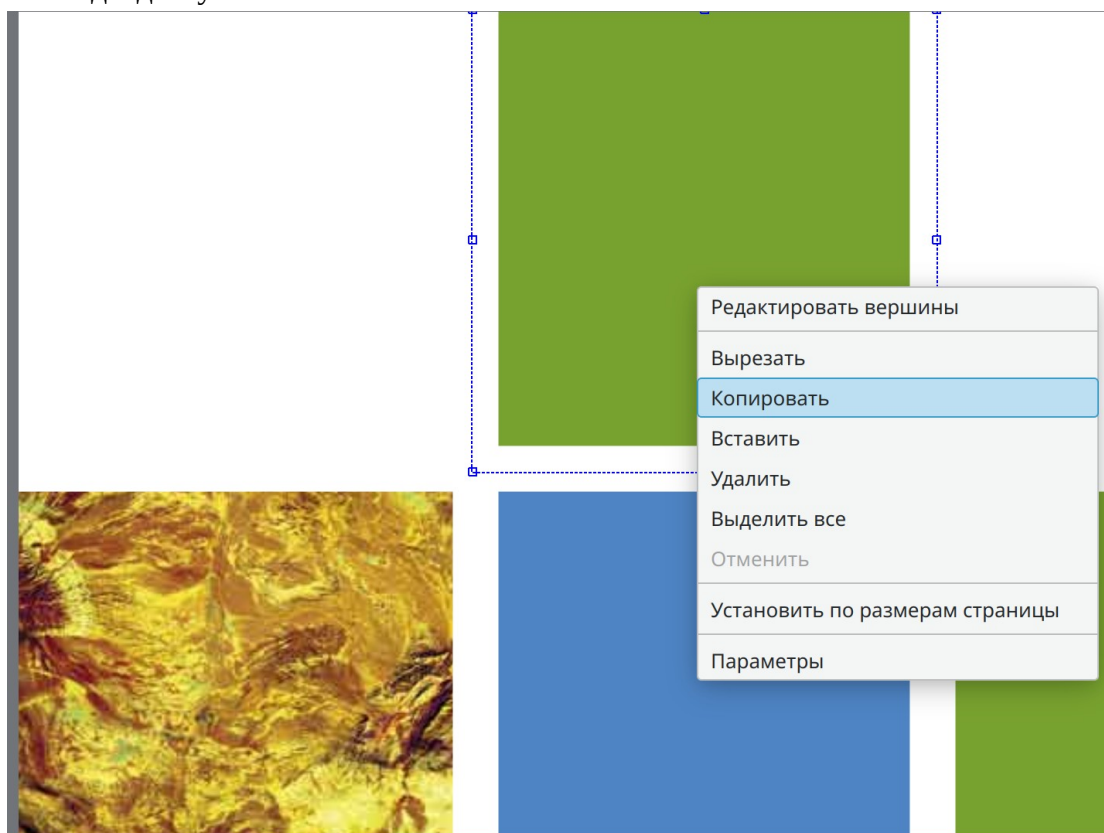 Редактировать вершины
Вырезать
Копировать
Вставить
Удалить
Выделить все
Отменить
Установить по размерам страницы
Параметры